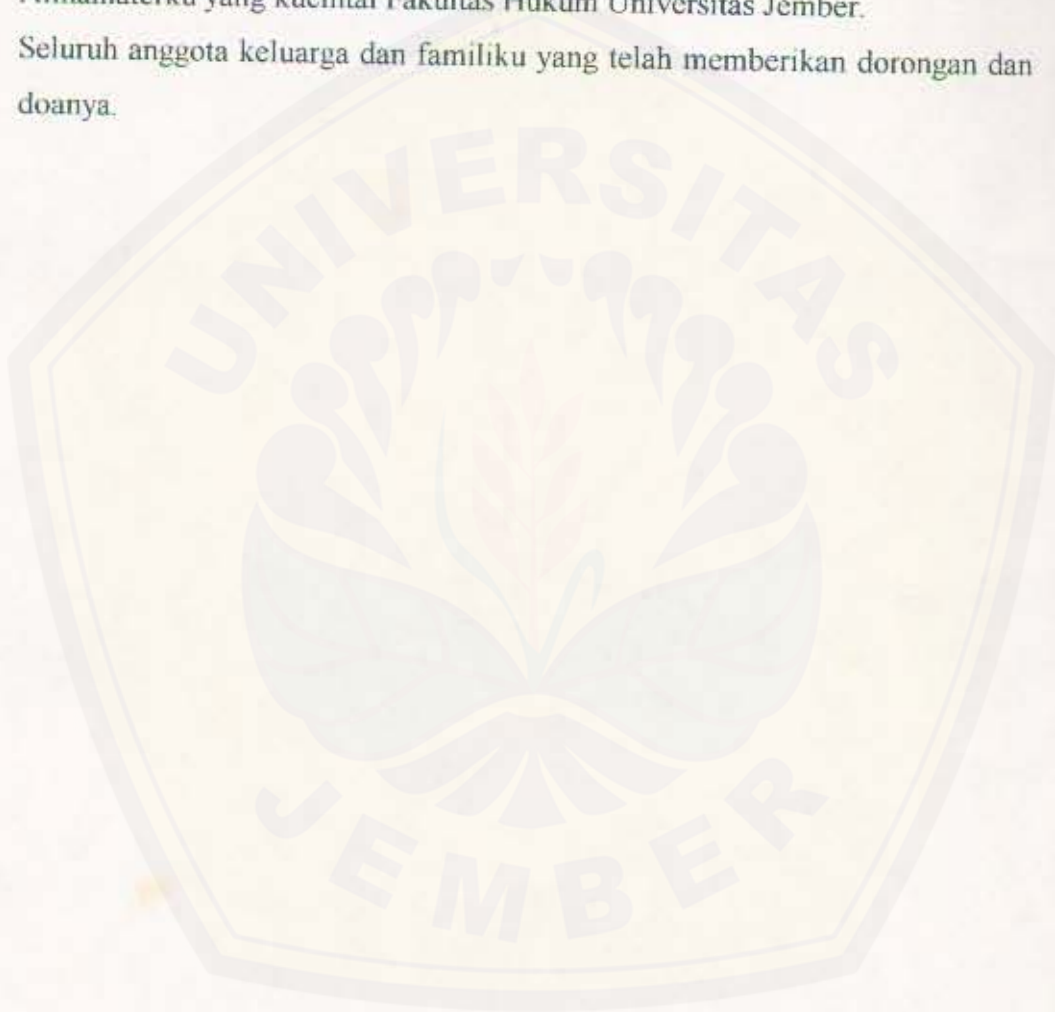 Almamaterku yang kucintai Fakultas Hukum Universitas Jember.
Seluruh anggota keluarga dan familiku yang telah memberikan dorongan dan
doanya.
UNIVERSITAS
JEMBER